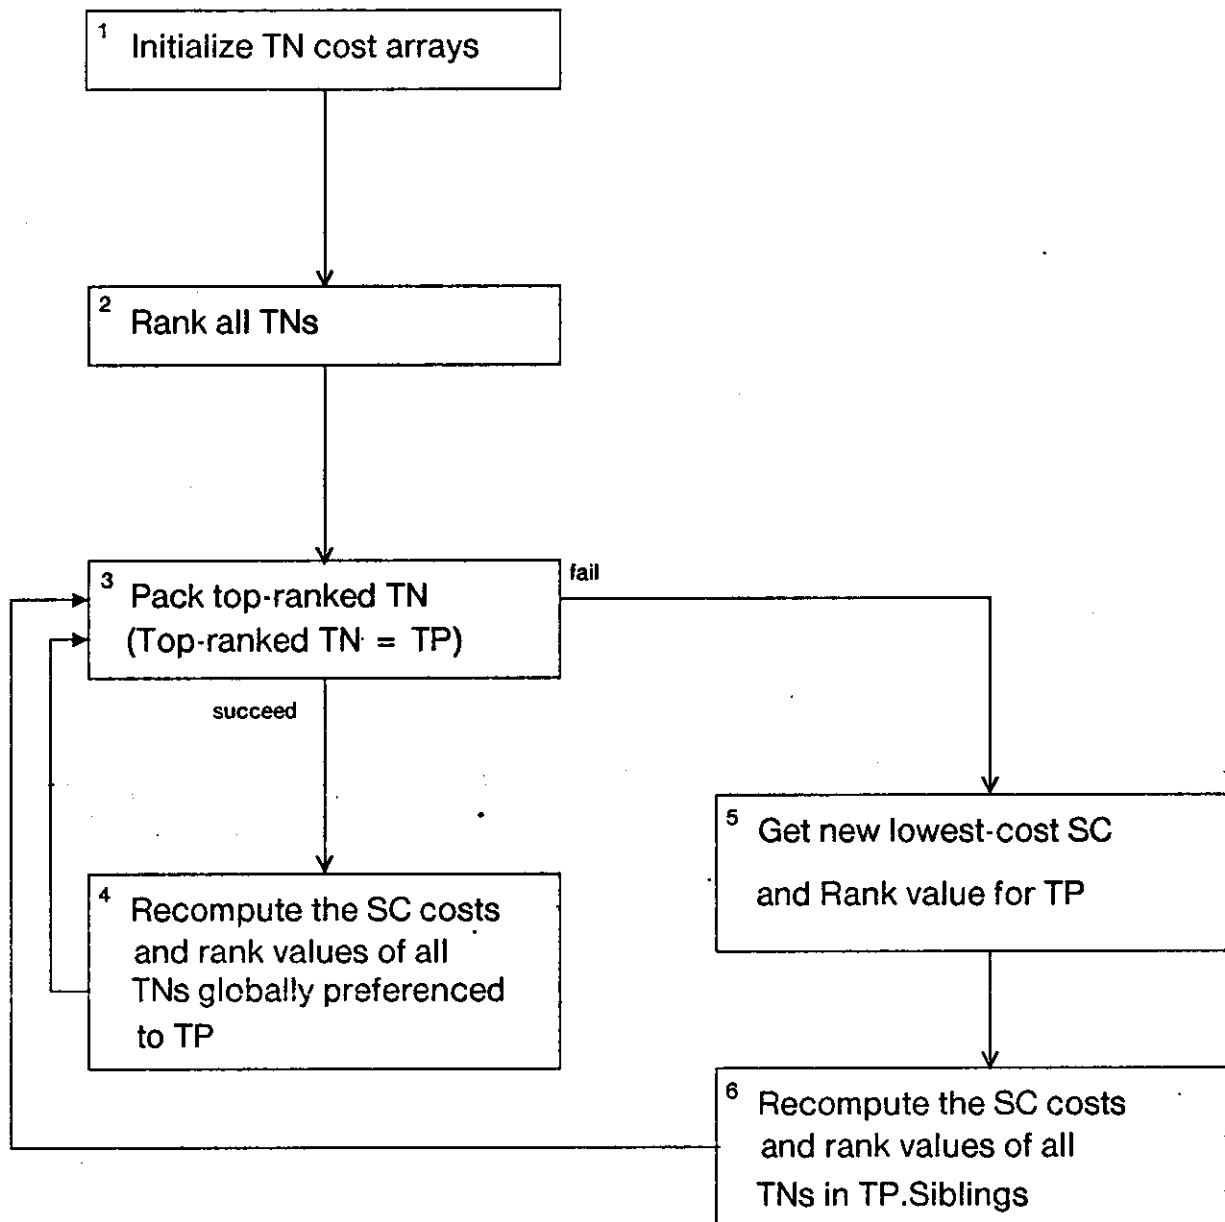 1 Initialize TN cost arrays
2 Rank all TNs
3 Pack top-ranked TN
(Top-ranked TN = TP)
fail
succeed
4 Recompute the SC costs
and rank values of all
TNs globally preferenced
to TP
5 Get new lowest-cost SC
and Rank value for TP
6 Recompute the SC costs
and rank values of all
TNs in TP.Siblings